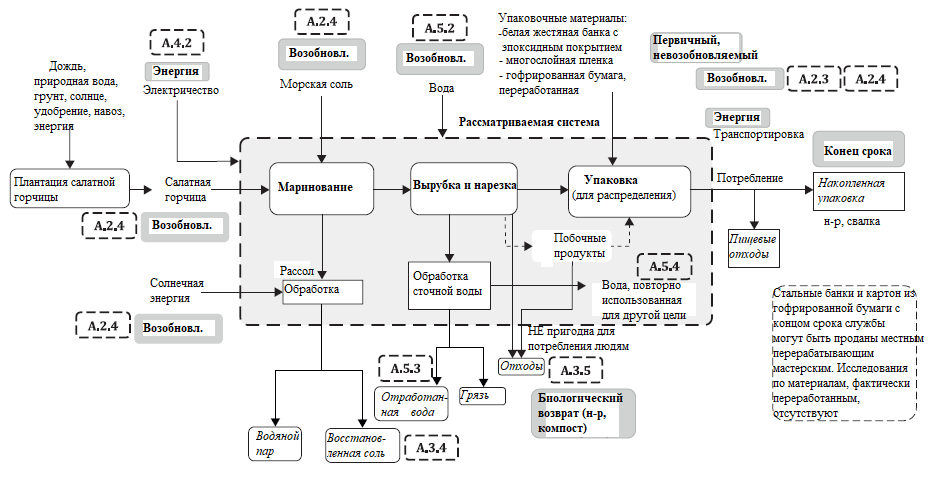 А.2.4
Возобновл.
Морская соль
А.5.2
Возобновл.
Вода
Упаковочные материалы:
-белая жестяная банка с
эпоксидным покрытием
- многослойная пленка
- гофрированная бумага,
переработанная
Первичный,
невозобновляемый
Возобновл.
А.2.3
А.2.4
А.4.2
Энергия
Электричество
Дождь,
природная вода,
грунт, солнце,
удобрение, навоз,
энергия
Рассматриваемая система
Энергия
Транспортировка
Конец срока
Плантация салатной
горчицы
Салатная
горчица
Маринование
Вырубка и нарезка
Упаковка
(для распределения)
Потребление
Накопленная
упаковка
н-р, свалка
А.2.4
Возобновл.
Побочные
продукты
Пищевые
отходы
А.5.4
Солнечная
энергия
Рассол
Обработка
Обработка
сточной воды
Вода, повторно
использованная
для другой цели
А.2.4
Возобновл.
НЕ пригодна для
потребления людям
Стальные банки и картон из
гофрированной бумаги с
концом срока службы
могут быть проданы местным
перерабатывающим
мастерским. Исследования
по материалам, фактически
переработанным,
отсутствуют
А.5.3
Отработан-
ная вода
Грязь
Отходы
А.3.5
Биологический
возврат (н-р,
компост)
Водяной
пар
Восстанов-
ленная соль
А.3.4